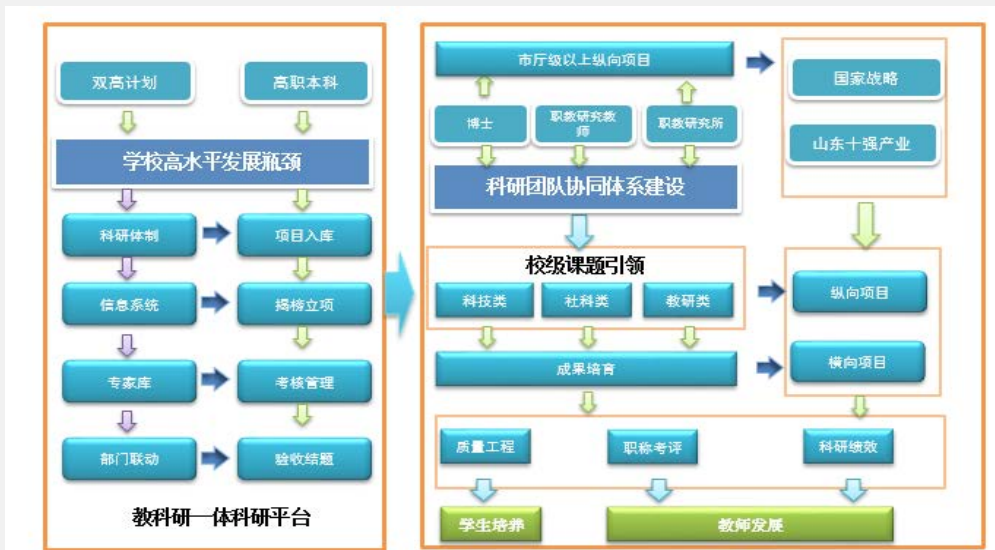 双高计划
高职本科
学校高水平发展瓶颈
科研体制
项目入库
信息系统
揭榜立项
专家库
考核管理
部门联动
验收结题
教科研一体科研平台
市厅级以上纵向项目
国家战略
山东十强产业
博士
职教研究教
师
职教研究所
科研团队协同体系建设
校级课题引领
科技类
社科类
教研类
纵向项目
成果培育
横向项目
质量工程
职称考评
科研绩效
学生培养
教师发展